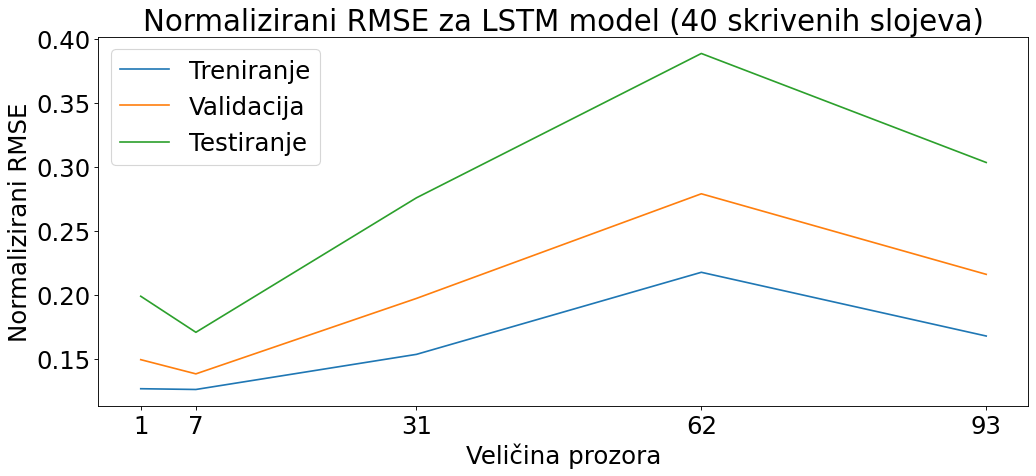 Normalizirani RMSE za LSTM model (40 skrivenih slojeva)
Normalizirani RMSE
0.40
0.35
0.30
0.25
0.20
0.15
Treniranje
Validacija
Testiranje
1 7 31 62 93
Veličina prozora